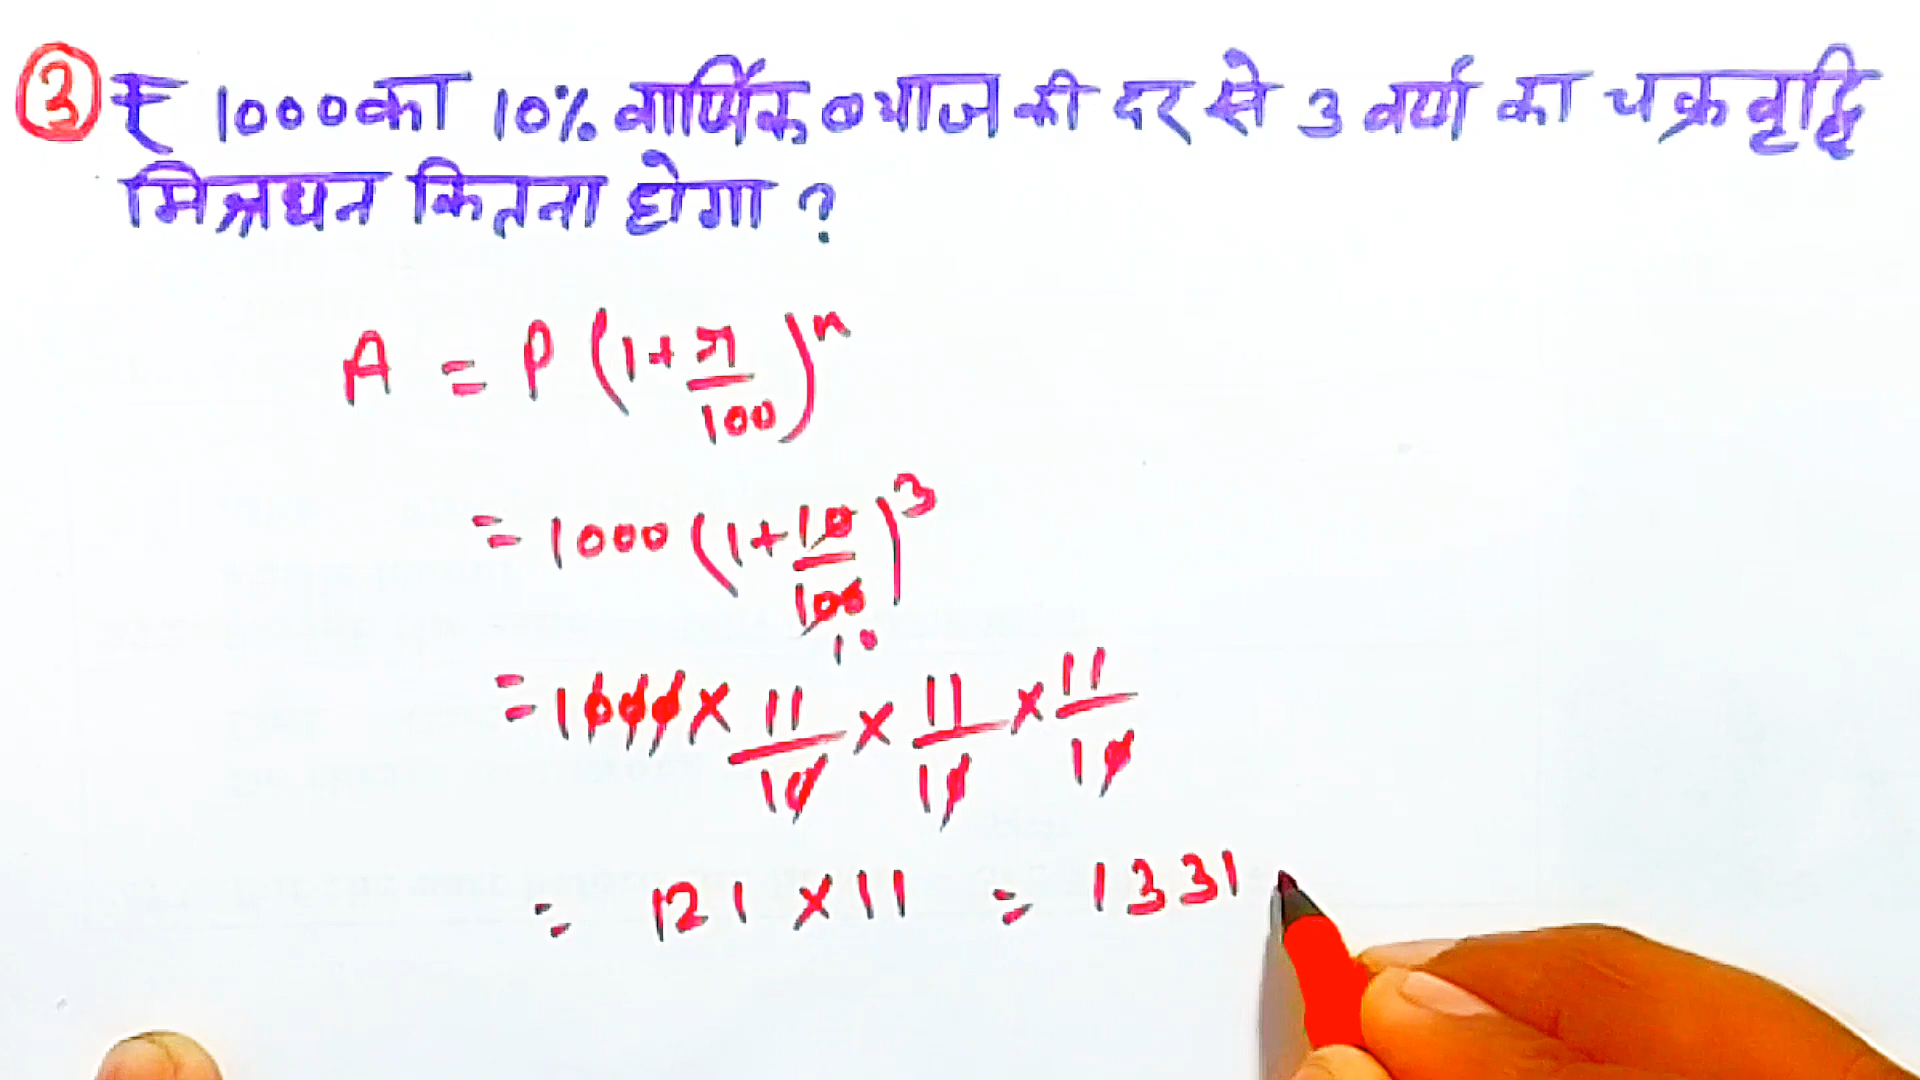 3 ₹ 1000 का 10% वार्षिक ब्याज की दर से 3 वर्ष का चक्रवृद्धि
मिश्रधन कितना होगा ?
A = P (1 + r/100)^n
= 1000 (1 + 10/100)^3
10
= 1000 × 11/10 × 11/10 × 11/10
= 121 × 11 = 1331